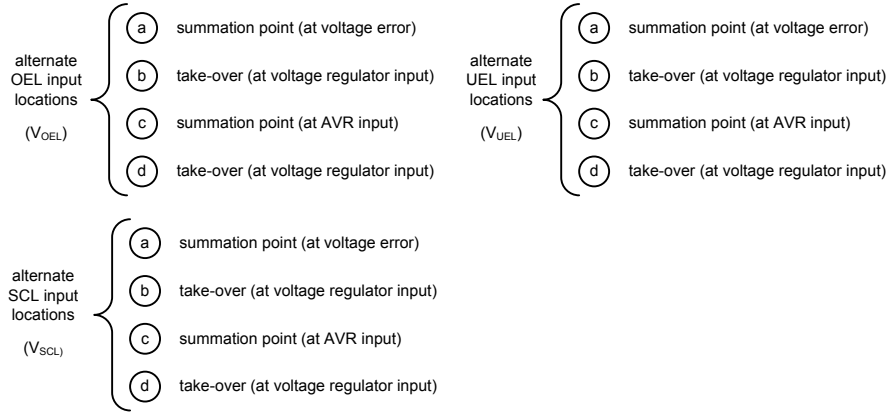 alternate
OEL input
locations
(VOEL)
a summation point (at voltage error)
b take-over (at voltage regulator input)
c summation point (at AVR input)
d take-over (at voltage regulator input)
alternate
UEL input
locations
(VUEL)
a summation point (at voltage error)
b take-over (at voltage regulator input)
c summation point (at AVR input)
d take-over (at voltage regulator input)
alternate
SCL input
locations
(VSCL)
a summation point (at voltage error)
b take-over (at voltage regulator input)
c summation point (at AVR input)
d take-over (at voltage regulator input)